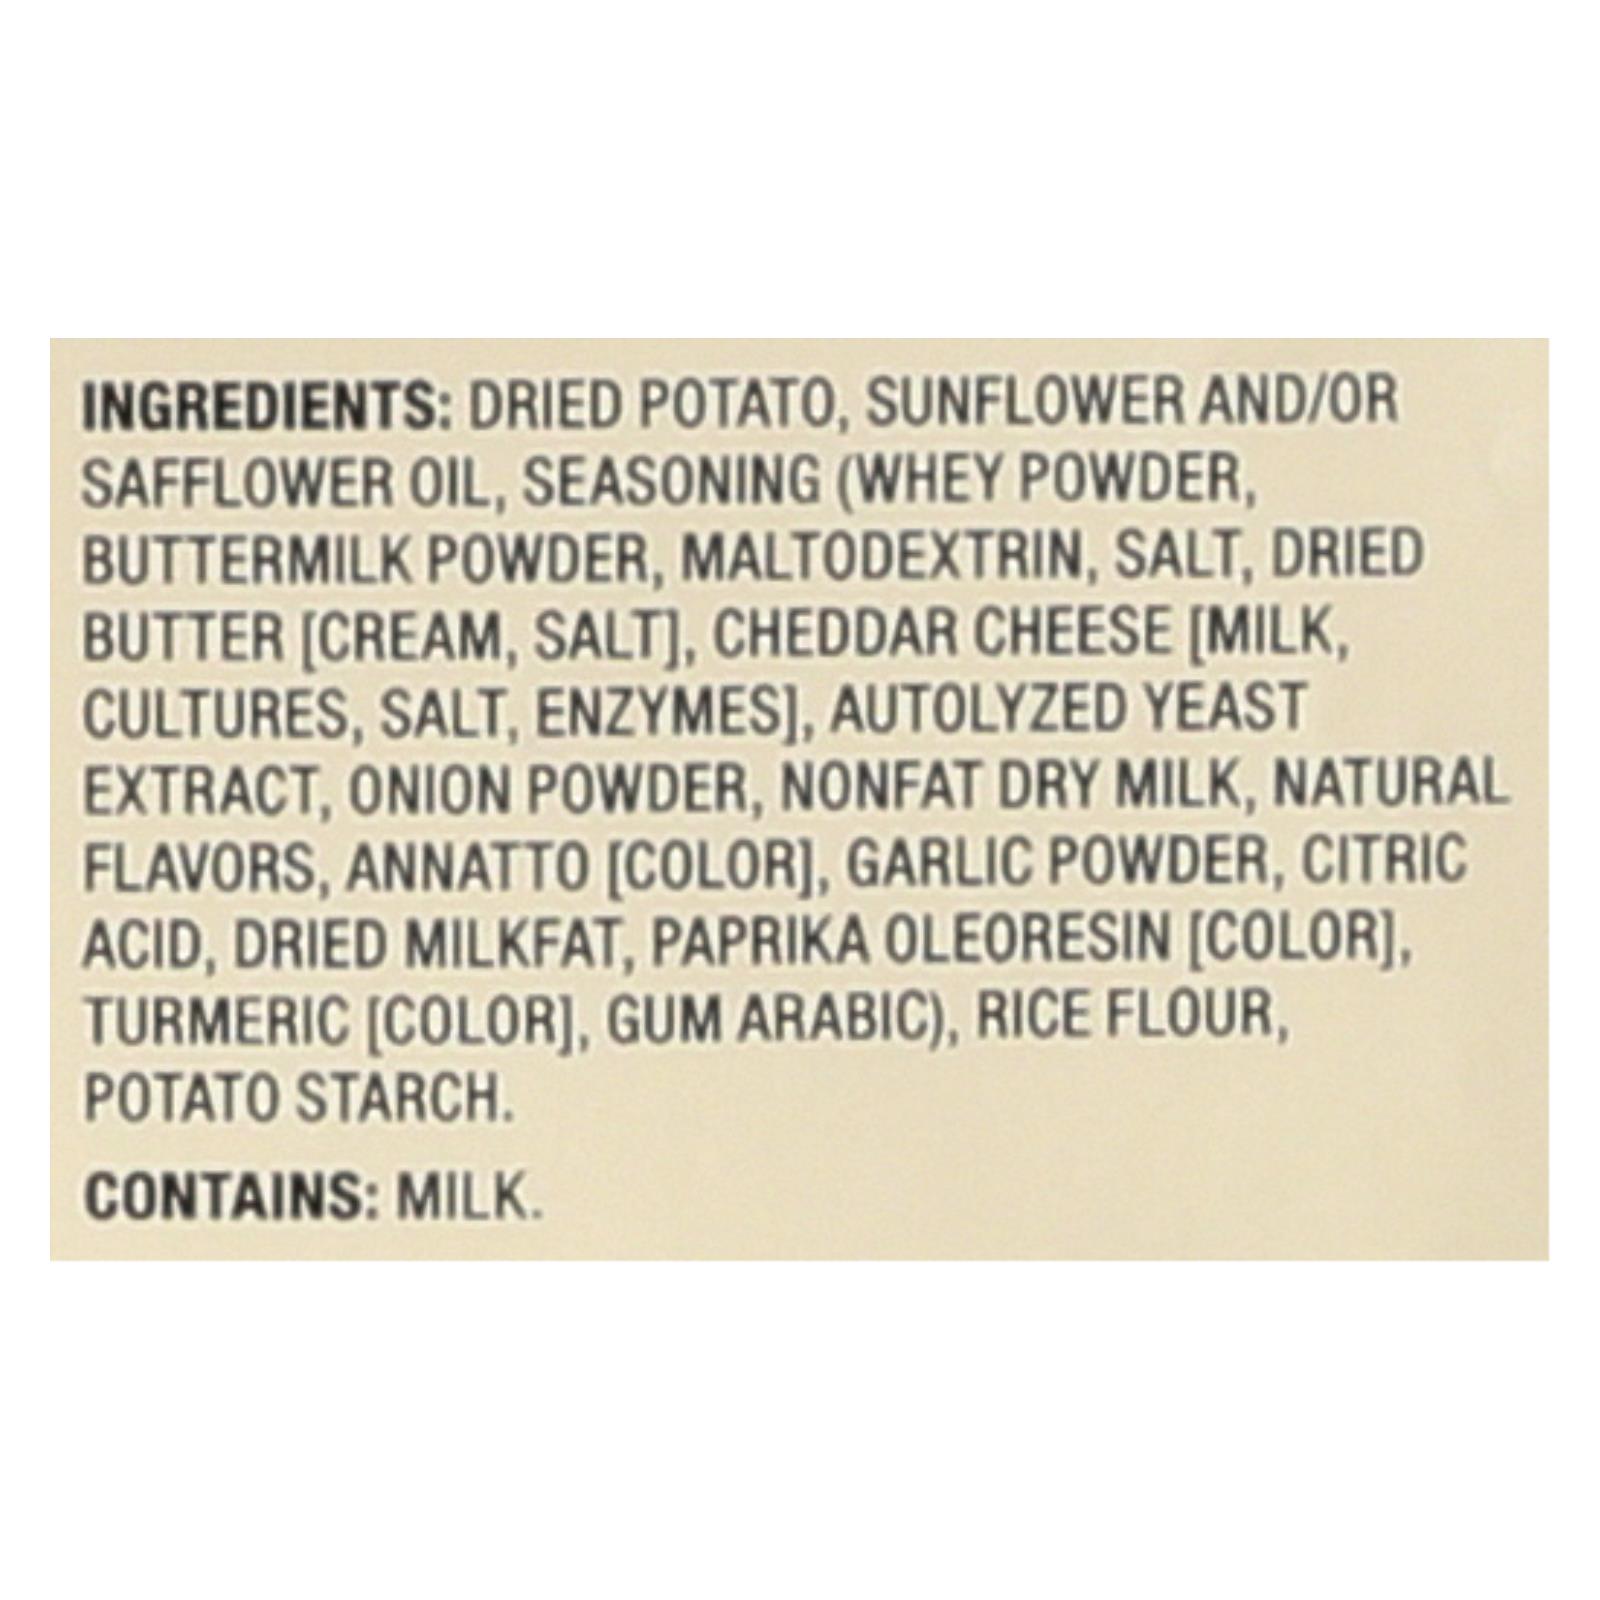 INGREDIENTS: DRIED POTATO, SUNFLOWER AND/OR
SAFFLOWER OIL, SEASONING (WHEY POWDER,
BUTTERMILK POWDER, MALTODEXTRIN, SALT, DRIED
BUTTER [CREAM, SALT], CHEDDAR CHEESE [MILK,
CULTURES, SALT, ENZYMES], AUTOLYZED YEAST
EXTRACT, ONION POWDER, NONFAT DRY MILK, NATURAL
FLAVORS, ANNATTO [COLOR], GARLIC POWDER, CITRIC
ACID, DRIED MILKFAT, PAPRIKA OLEORESIN [COLOR],
TURMERIC [COLOR], GUM ARABIC), RICE FLOUR,
POTATO STARCH.
CONTAINS: MILK.